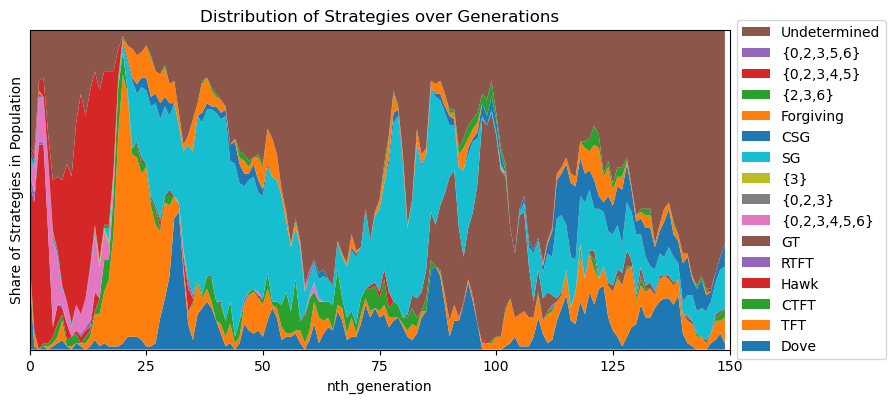 Distribution of Strategies over Generations
Share of Strategies in Population
0
25
50
75
100
125
150
nth_generation
Undetermined
{0,2,3,5,6}
{0,2,3,4,5}
{2,3,6}
Forgiving
CSG
SG
{3}
{0,2,3}
{0,2,3,4,5,6}
GT
RTFT
Hawk
CTFT
TFT
Dove